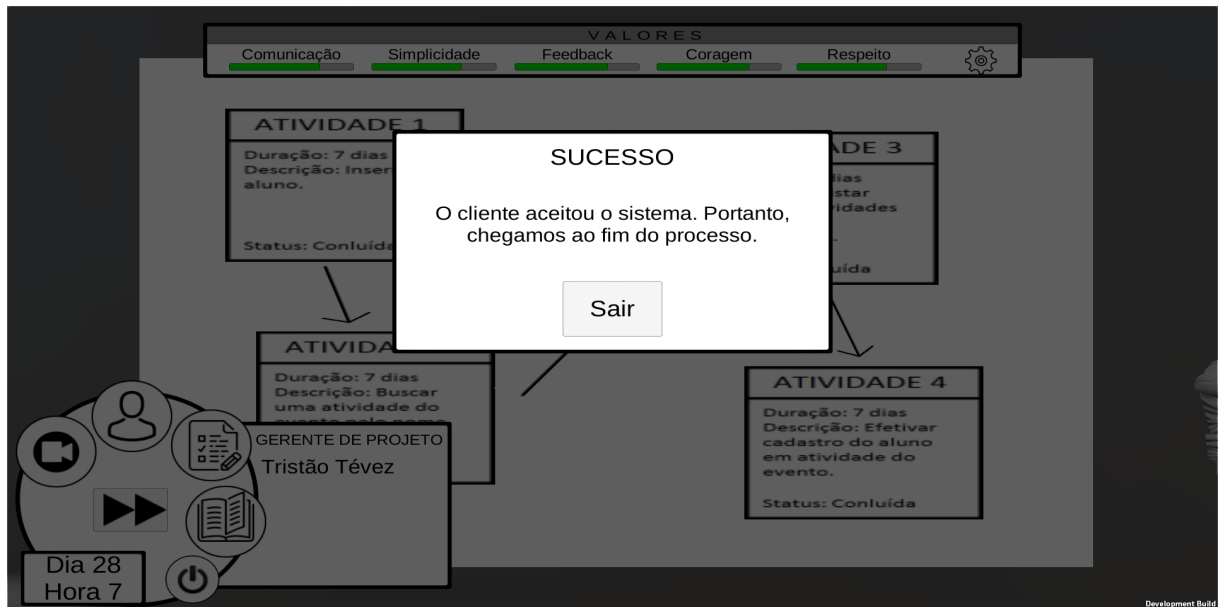 VALORES
Comunicação Simplicidade Feedback Coragem Respeito
ATIVIDADE 1
Duração: 7 dias
Descrição:
aluno.
Status: Conluída
ADE 3
dias
star
vidades
uída
SUCESSO
O cliente aceitou o sistema. Portanto,
chegamos ao fim do processo.
Sair
ATIVIDA
Duração: 7 dias
Descrição: Buscar
uma atividade do
evento pelo nome
ATIVIDADE 4
Duração: 7 dias
Descrição: Efetivar
cadastro do aluno
em atividade do
evento.
Status: Conluída
GERENTE DE PROJETO
Tristão Tévez
Dia 28
Hora 7
Development Build